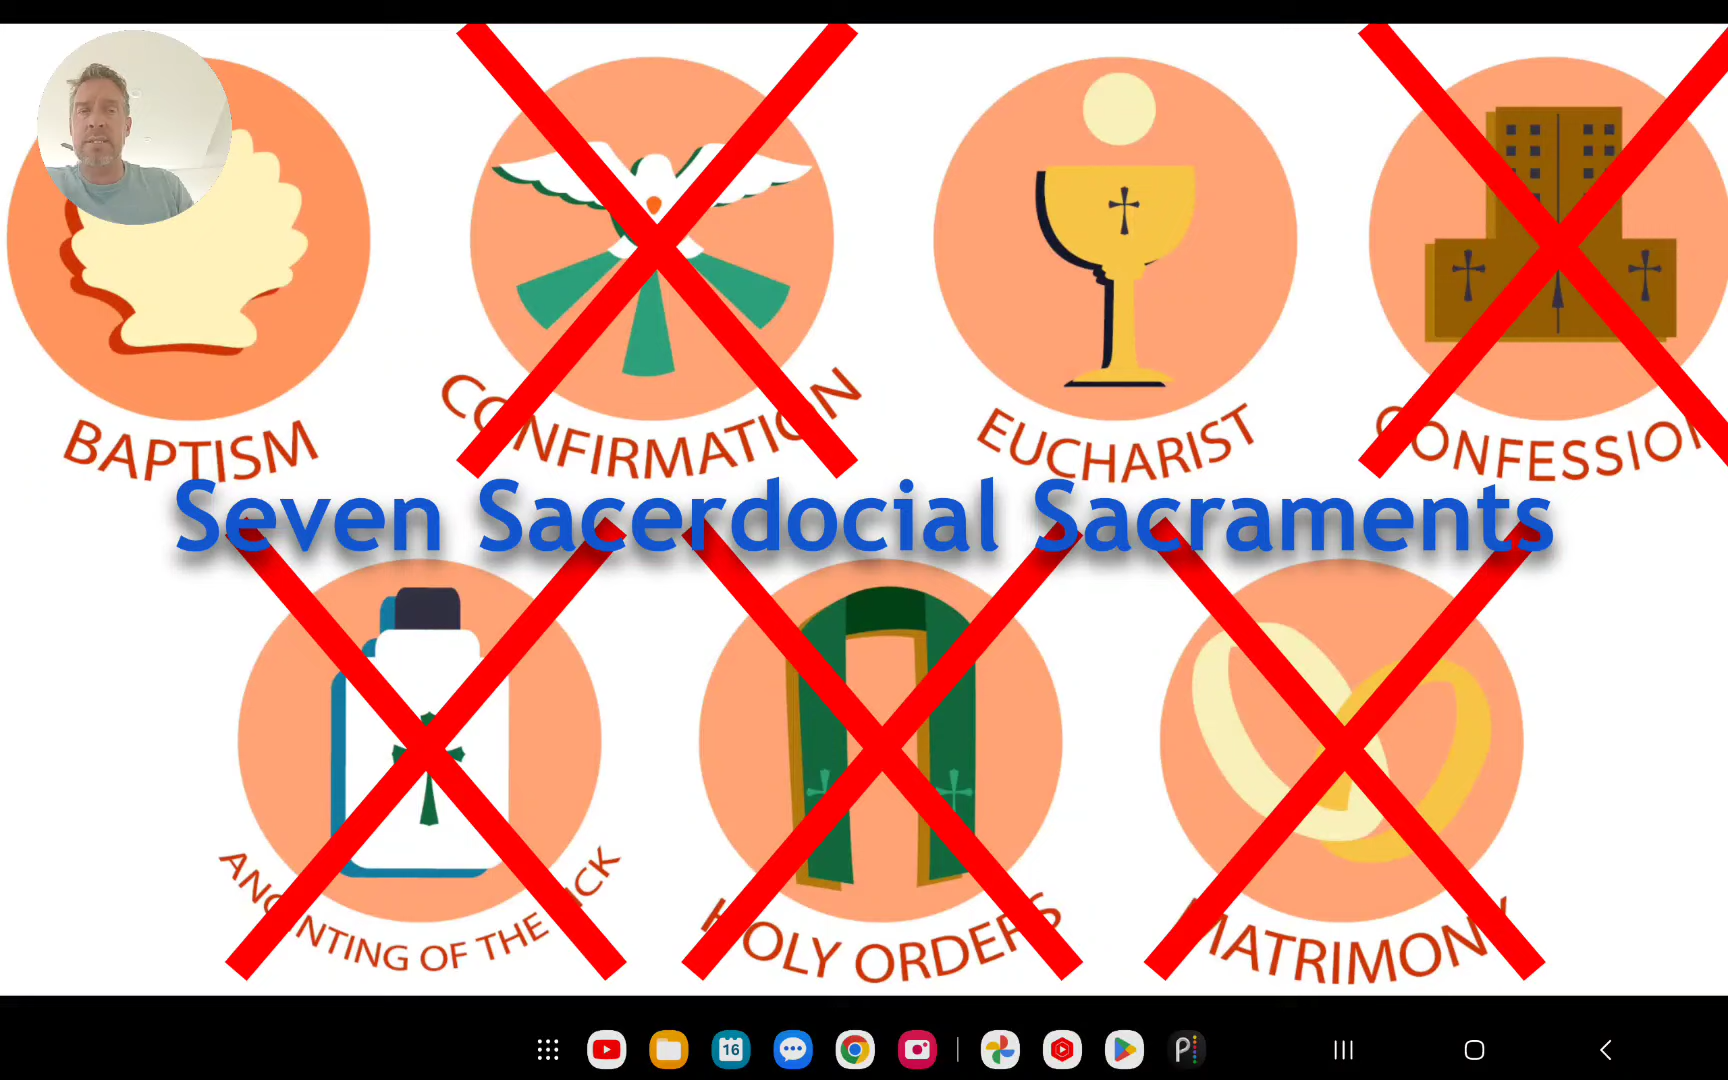 BAPTISM
CONFIRMATION
EUCHARIST
CONFESSION
Seven Sacerdocial Sacraments
ANOINTING OF THE SICK
HOLY ORDERS
MATRIMONY
16